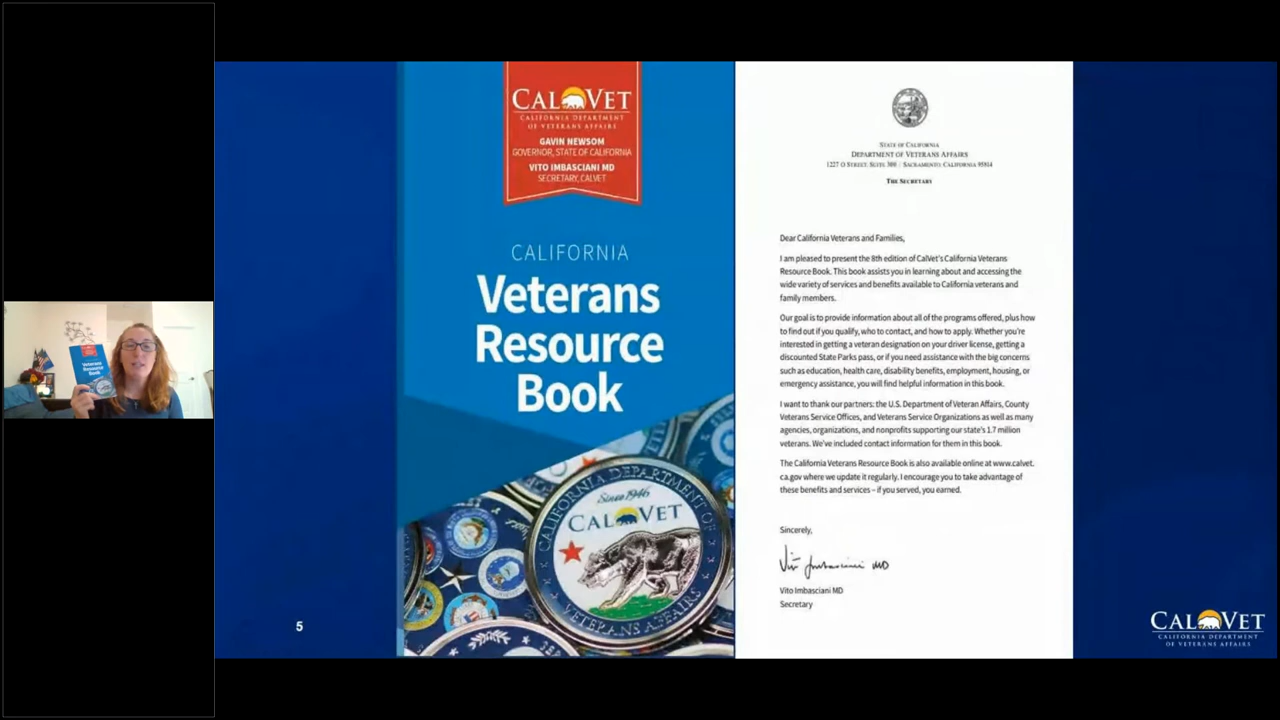 Veterans
Resource
Book
CALVET
CALIFORNIA DEPARTMENT
OF VETERANS AFFAIRS
GAVIN NEWSOM
GOVERNOR, STATE OF CALIFORNIA
VITO IMBASCIANI MD
SECRETARY, CALVET
CALIFORNIA
Veterans
Resource
Book
CALIFORNIA DEPARTMENT OF
Since 1946
CALVET
VETERANS AFFAIRS
STATE OF CALIFORNIA
DEPARTMENT OF VETERANS AFFAIRS
1227 O STREET, SUITE 300 / SACRAMENTO, CALIFORNIA 95814
THE SECRETARY
Dear California Veterans and Families,
I am pleased to present the 8th edition of CalVet's California Veterans
Resource Book. This book assists you in learning about and accessing the
wide variety of services and benefits available to California veterans and
family members.
Our goal is to provide information about all of the programs offered, plus how
to find out if you qualify, who to contact, and how to apply. Whether you're
interested in getting a veteran designation on your driver license, getting a
discounted State Parks pass, or if you need assistance with the big concerns
such as education, health care, disability benefits, employment, housing, or
emergency assistance, you will find helpful information in this book.
I want to thank our partners: the U.S. Department of Veteran Affairs, County
Veterans Service Offices, and Veterans Service Organizations as well as many
agencies, organizations, and nonprofits supporting our state's 1.7 million
veterans. We've included contact information for them in this book.
The California Veterans Resource Book is also available online at www.calvet.
ca.gov where we update it regularly. I encourage you to take advantage of
these benefits and services – if you served, you earned.
Sincerely,
Vito Imbasciani MD
Vito Imbasciani MD
Secretary
5
CALVET
CALIFORNIA DEPARTMENT
OF VETERANS AFFAIRS